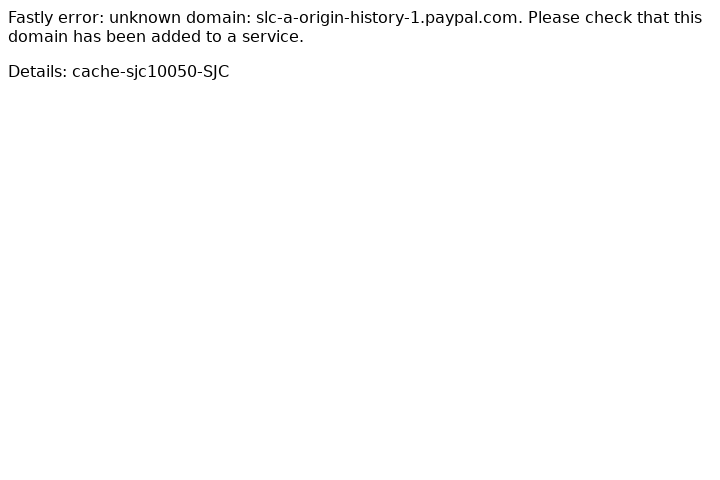 Fastly error: unknown domain: slc-a-origin-history-1.paypal.com. Please check that this
domain has been added to a service.
Details: cache-sjc10050-SJC